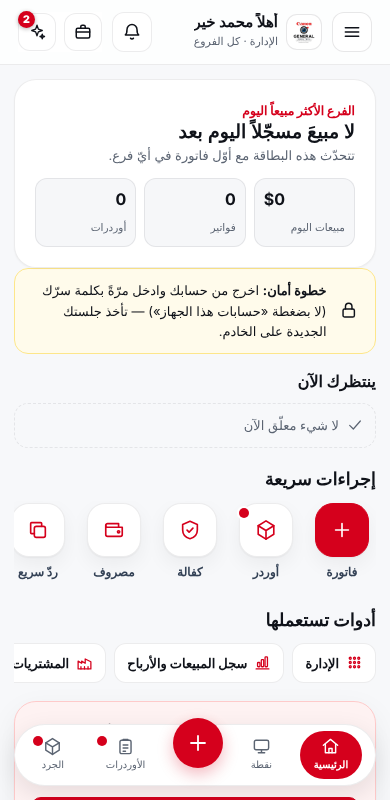 أهلاً محمد خير
الإدارة · كل الفروع
Canon
GENERAL
2
الفرع الأكثر مبيعاً اليوم
لا مبيعَ مسجّلاً اليوم بعد
تتحدّث هذه البطاقة مع أوّل فاتورة في أيّ فرع.
$0
مبيعات اليوم
0
فواتير
0
أوردرات
خطوة أمان: اخرج من حسابك وادخل مرّةً بكلمة سرّك
(لا بضغطة «حسابات هذا الجهاز») — تأخذ جلستك
الجديدة على الخادم.
ينتظرك الآن
لا شيء معلّق الآن
إجراءات سريعة
فاتورة
أوردر
كفالة
مصروف
ردّ سريع
أدوات تستعملها
الإدارة
سجل المبيعات والأرباح
المشتريات
الرئيسية
نقطة
الأوردرات
الجرد